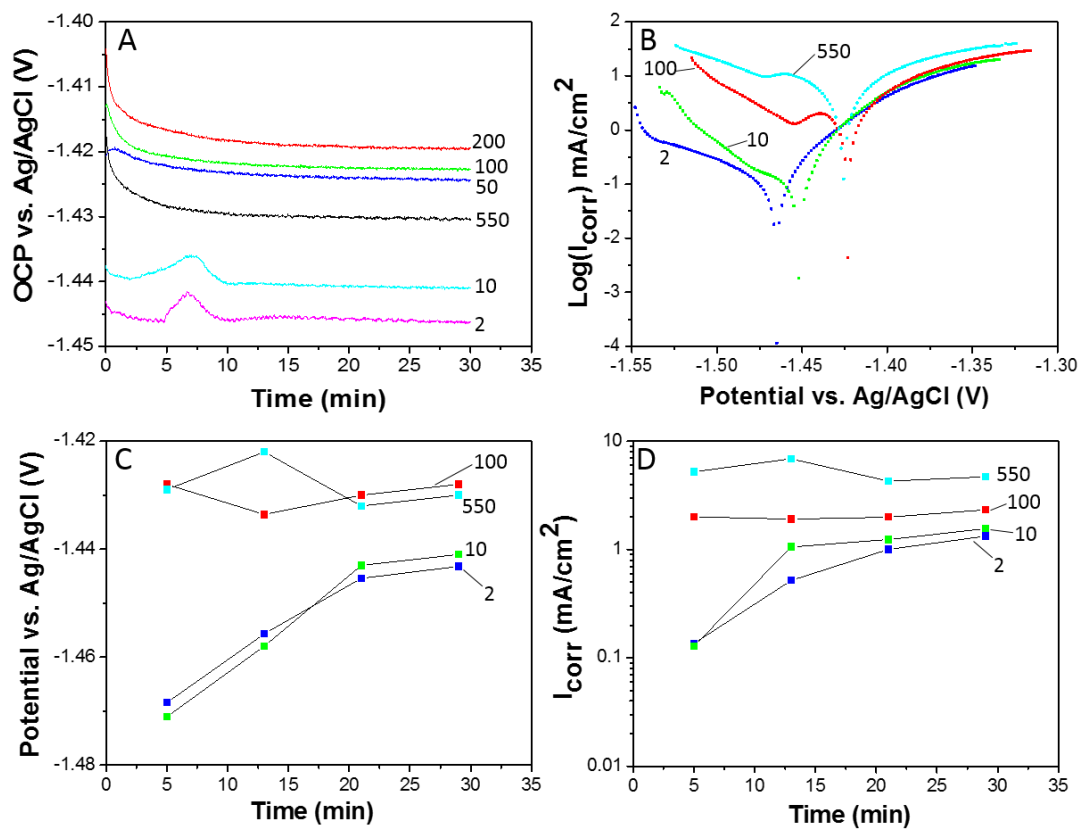 A
OCP vs. Ag/AgCl (V)
-1.40
-1.41
-1.42
-1.43
-1.44
-1.45
200
100
50
550
10
2
0 5 10 15 20 25 30 35
Time (min)
B
Log(I_corr) mA/cm²
2
1
0
-1
-2
-3
-4
550
100
10
2
-1.55 -1.50 -1.45 -1.40 -1.35 -1.30
Potential vs. Ag/AgCl (V)
C
Potential vs. Ag/AgCl (V)
-1.42
-1.44
-1.46
-1.48
100
550
10
2
0 5 10 15 20 25 30 35
Time (min)
D
I_corr (mA/cm²)
10
1
0.1
0.01
550
100
10
2
0 5 10 15 20 25 30 35
Time (min)